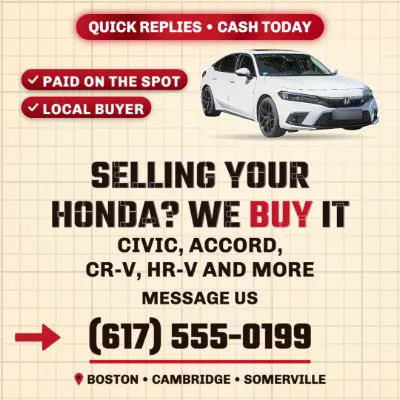 QUICK REPLIES • CASH TODAY
PAID ON THE SPOT
LOCAL BUYER
SELLING YOUR
HONDA? WE BUY IT
CIVIC, ACCORD,
CR-V, HR-V AND MORE
MESSAGE US
(617) 555-0199
BOSTON • CAMBRIDGE • SOMERVILLE